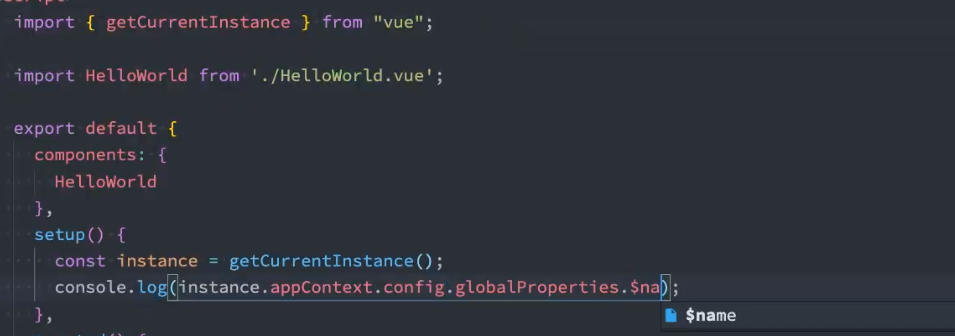 import { getCurrentInstance } from "vue";
import HelloWorld from './HelloWorld.vue';
export default {
components: {
HelloWorld
},
setup() {
const instance = getCurrentInstance();
console.log(instance.appContext.config.globalProperties.$na);
$name
},